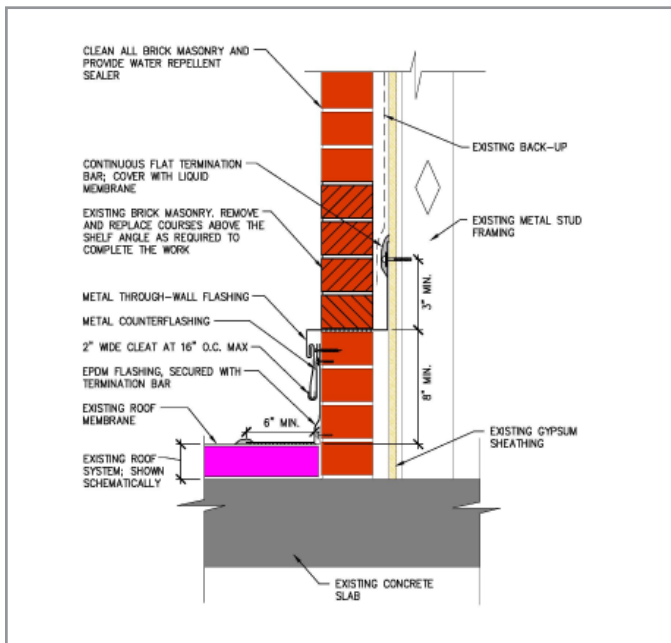 CLEAN ALL BRICK MASONRY AND
PROVIDE WATER REPELLENT
SEALER
CONTINUOUS FLAT TERMINATION
BAR; COVER WITH LIQUID
MEMBRANE
EXISTING BRICK MASONRY. REMOVE
AND REPLACE COURSES ABOVE THE
SHELF ANGLE AS REQUIRED TO
COMPLETE THE WORK
METAL THROUGH-WALL FLASHING
METAL COUNTERFLASHING
2" WIDE CLEAT AT 16" O.C. MAX
EPDM FLASHING, SECURED WITH
TERMINATION BAR
EXISTING ROOF
MEMBRANE
6" MIN.
EXISTING ROOF
SYSTEM; SHOWN
SCHEMATICALLY
EXISTING BACK-UP
EXISTING METAL STUD
FRAMING
3" MIN.
8" MIN.
EXISTING GYPSUM
SHEATHING
EXISTING CONCRETE
SLAB